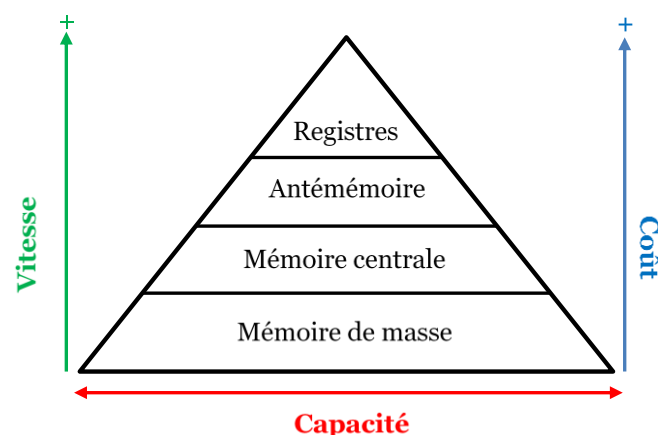 +
+
Registres
Antémémoire
Mémoire centrale
Mémoire de masse
Vitesse
Coût
Capacité